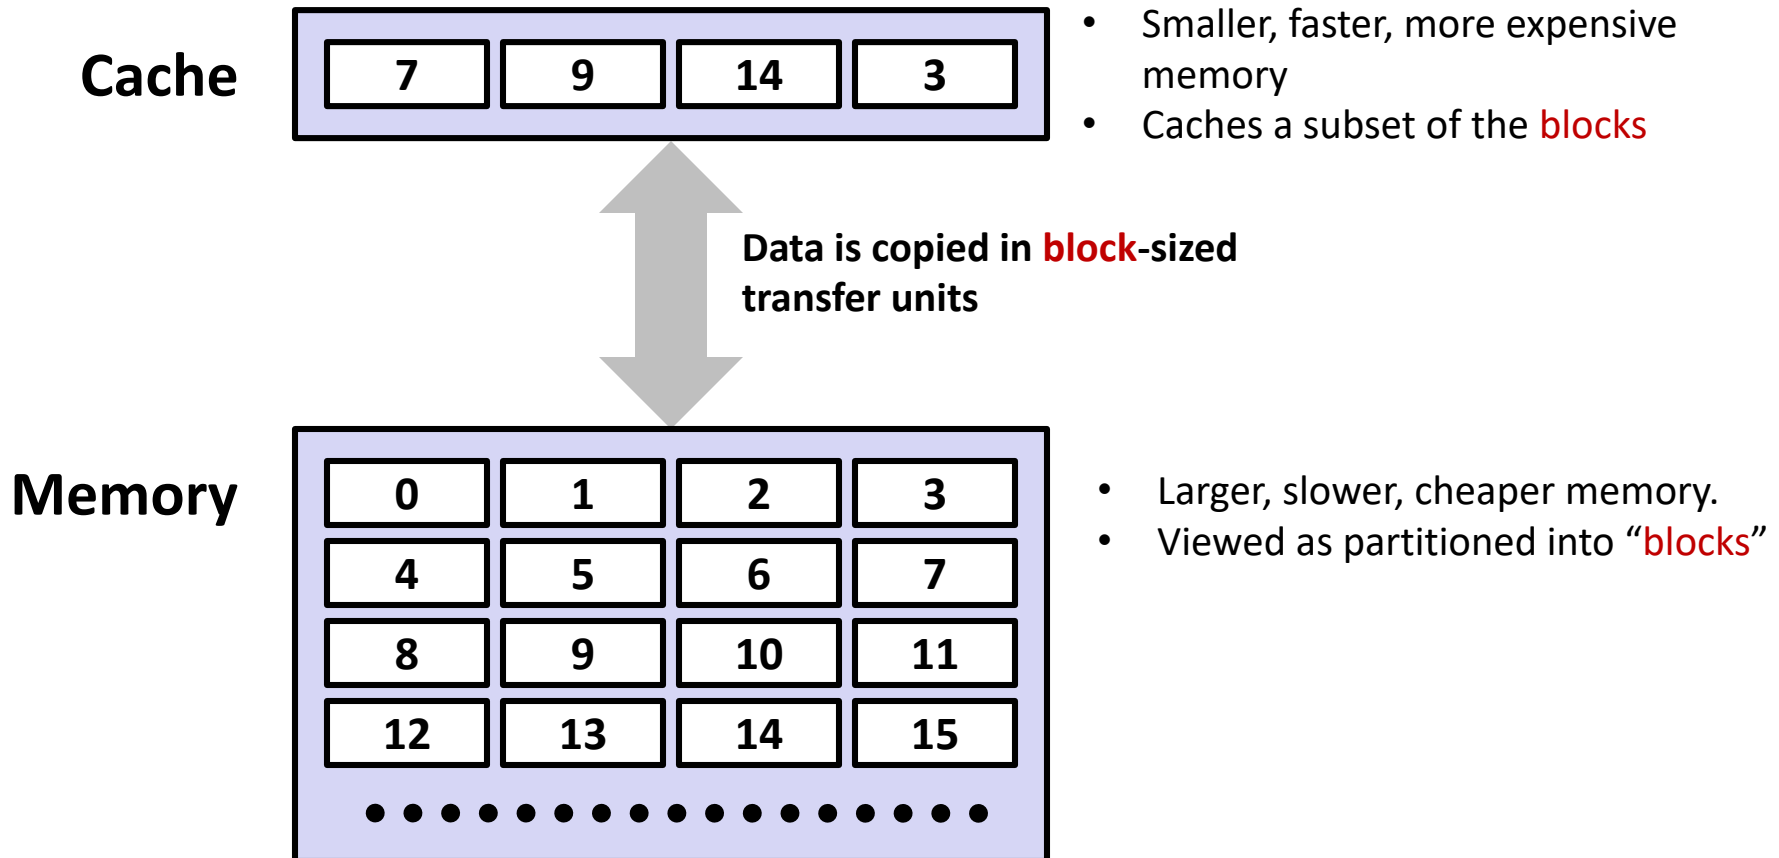 Cache
7 9 14 3
• Smaller, faster, more expensive
memory
• Caches a subset of the blocks
Data is copied in block-sized
transfer units
Memory
0 1 2 3
4 5 6 7
8 9 10 11
12 13 14 15
• Larger, slower, cheaper memory.
• Viewed as partitioned into “blocks”